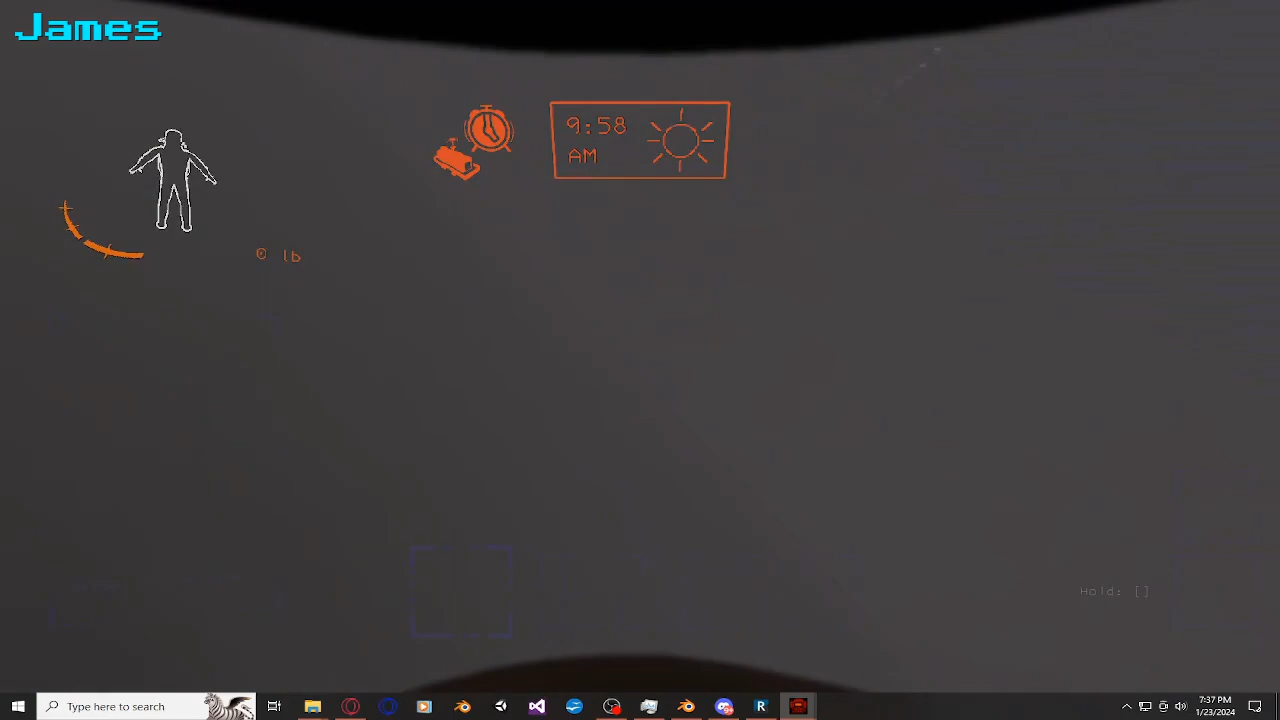 James
9:58
AM
0 lb
Hold: []
Type here to search
7:37 PM
1/23/2024